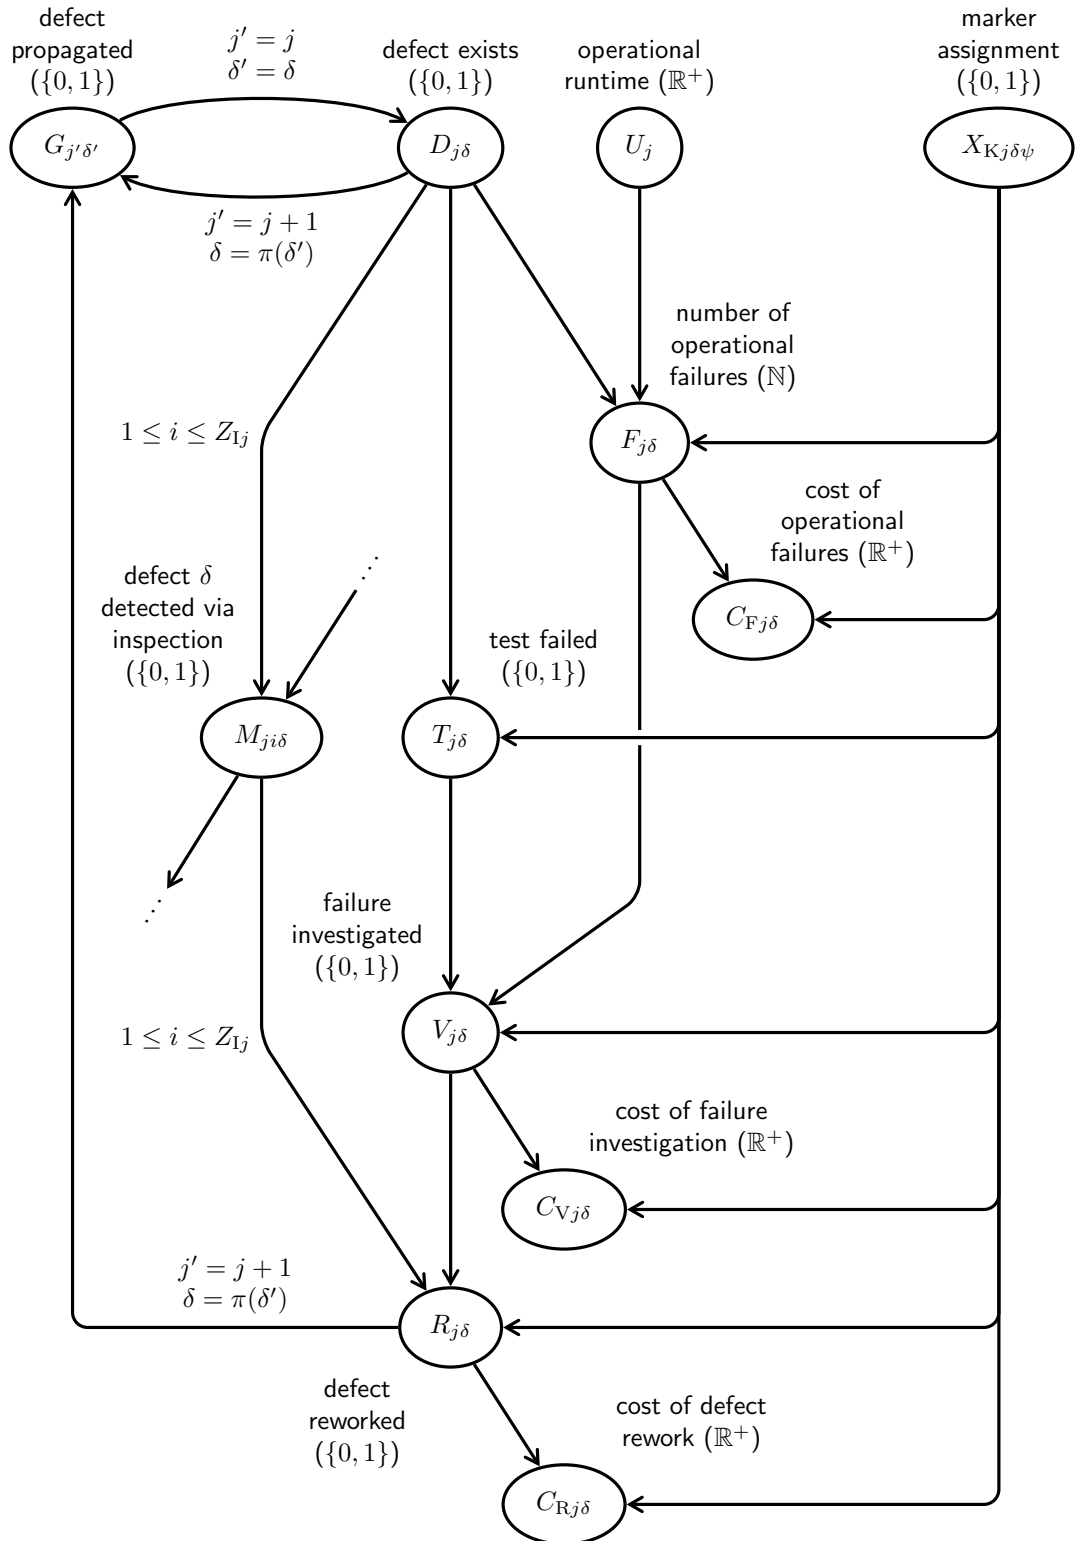 defect
propagated
({0, 1})
j′ = j
δ′ = δ
defect exists
({0, 1})
operational
runtime (ℝ⁺)
marker
assignment
({0, 1})
G_{j′δ′}
D_{jδ}
U_j
X_{Kjδψ}
j′ = j + 1
δ = π(δ′)
number of
operational
failures (ℕ)
1 ≤ i ≤ Z_{Ij}
F_{jδ}
cost of
operational
failures (ℝ⁺)
defect δ
detected via
inspection
({0, 1})
C_{Fjδ}
test failed
({0, 1})
M_{jiδ}
T_{jδ}
failure
investigated
({0, 1})
1 ≤ i ≤ Z_{Ij}
V_{jδ}
cost of failure
investigation (ℝ⁺)
C_{Vjδ}
j′ = j + 1
δ = π(δ′)
R_{jδ}
defect
reworked
({0, 1})
cost of defect
rework (ℝ⁺)
C_{Rjδ}